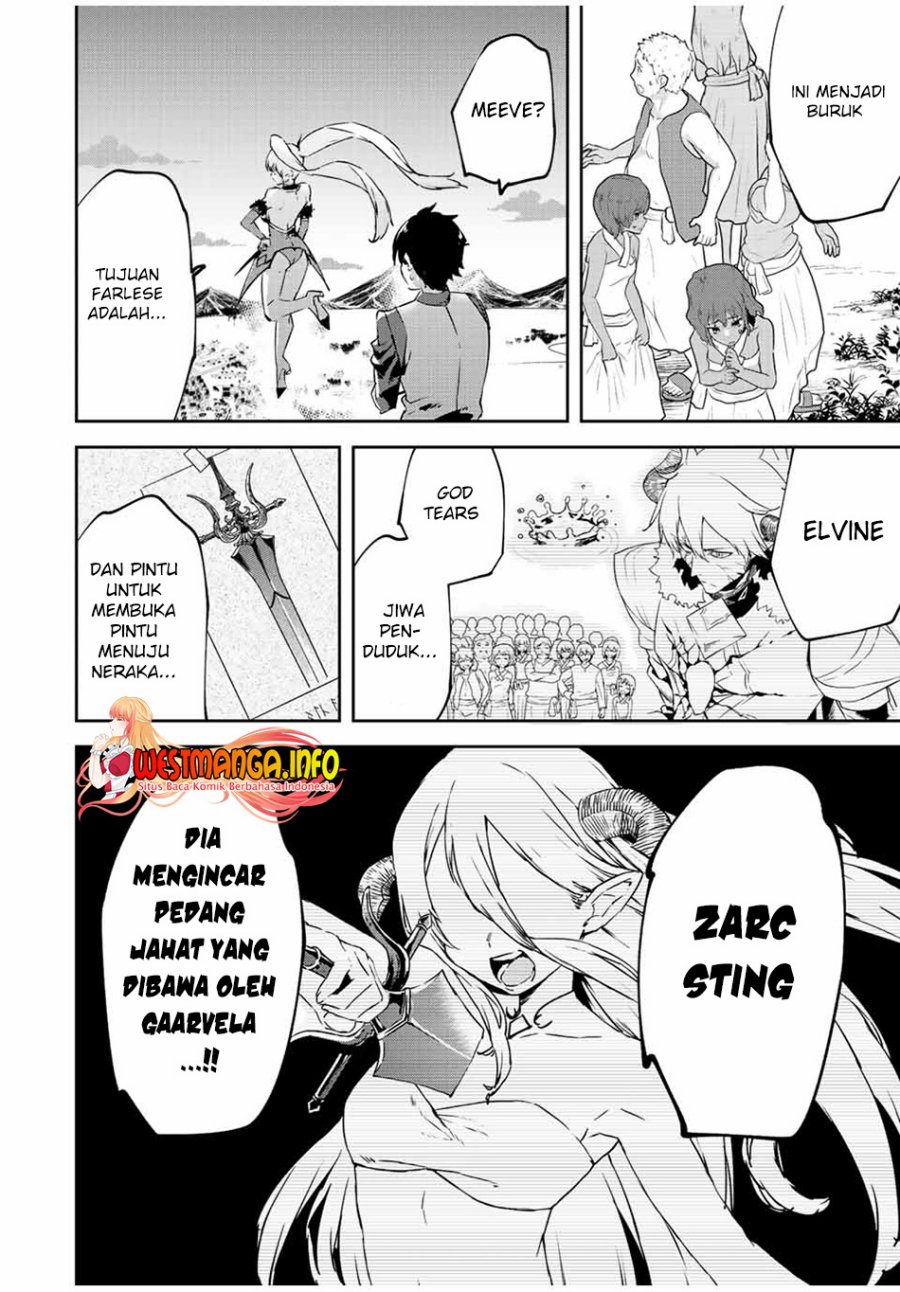 INI MENJADI
BURUK
MEEVE?
TUJUAN
FARLESE
ADALAH...
ELVINE
GOD
TEARS
JIWA
PEN-
DUDUK...
DAN PINTU
UNTUK
MEMBUKA
PINTU
MENUJU
NERAKA...
WESTMANGA.INFO
Situs Baca Komik Berbahasa Indonesia
ZARC
STING
DIA
MENGINCAR
PEDANG
JAHAT YANG
DIBAWA OLEH
GAARVELA
...!!